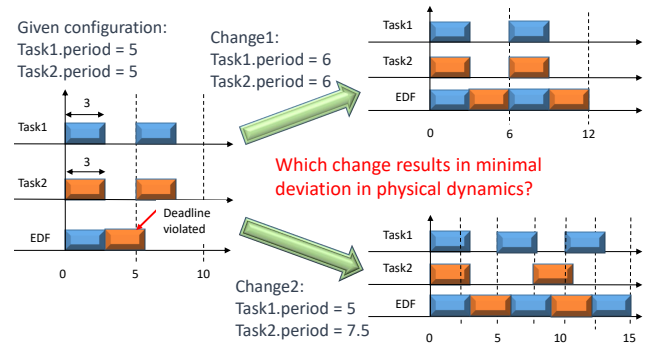 Given configuration:
Task1.period = 5
Task2.period = 5
3
Task1
3
Task2
Deadline
violated
EDF
0
5
10
Change1:
Task1.period = 6
Task2.period = 6
Task1
Task2
EDF
0
6
12
Which change results in minimal
deviation in physical dynamics?
Change2:
Task1.period = 5
Task2.period = 7.5
Task1
Task2
EDF
0
5
10
15